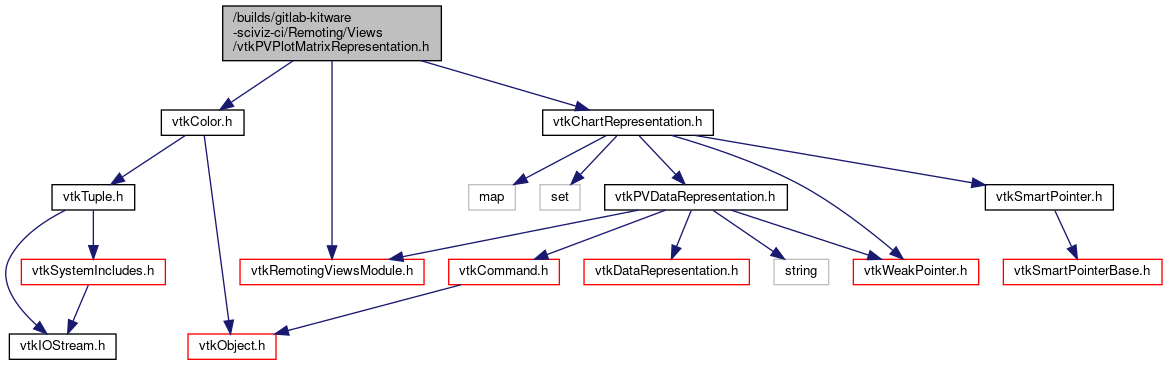 /builds/gitlab-kitware
-sciviz-ci/Remoting/Views
/vtkPVPlotMatrixRepresentation.h
vtkColor.h
vtkChartRepresentation.h
vtkTuple.h
map
set
vtkPVDataRepresentation.h
vtkSmartPointer.h
vtkSystemIncludes.h
vtkRemotingViewsModule.h
vtkCommand.h
vtkDataRepresentation.h
string
vtkWeakPointer.h
vtkSmartPointerBase.h
vtkIOStream.h
vtkObject.h